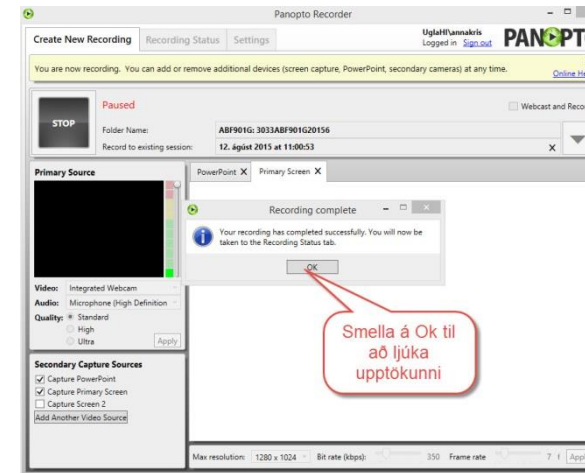 Panopto Recorder
Create New Recording
Recording Status
Settings
UglaHI\annakris
Logged in Sign out
PANOPT
You are now recording. You can add or remove additional devices (screen capture, PowerPoint, secondary cameras) at any time.
Online He
STOP
Paused
Webcast and Reco
Folder Name: ABF901G: 3033ABF901G20156
Record to existing session: 12. ágúst 2015 at 11:00:53 X
Primary Source
PowerPoint X Primary Screen X
Recording complete
Your recording has completed successfully. You will now be
taken to the Recording Status tab.
OK
Video: Integrated Webcam
Audio: Microphone (High Definition
Quality: Standard
High
Ultra
Apply
Smella á Ok til
að ljúka
upptökunni
Secondary Capture Sources
Capture PowerPoint
Capture Primary Screen
Capture Screen 2
Add Another Video Source
Max resolution: 1280 x 1024 Bit rate (kbps): 350 Frame rate 7 f Appl